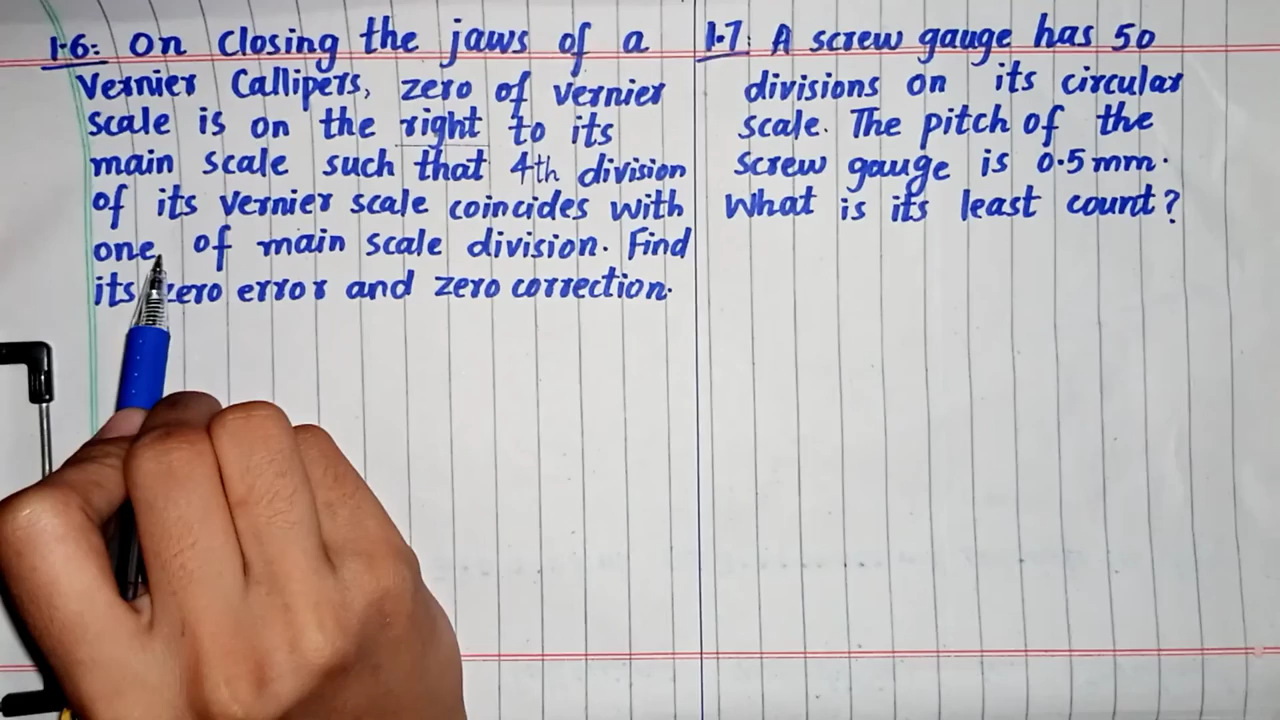 1.6: On closing the jaws of a
Vernier Callipers, zero of vernier
scale is on the right to its
main scale such that 4th division
of its vernier scale coincides with
one of main scale division. Find
its zero error and zero correction.
1.7: A screw gauge has 50
divisions on its circular
scale. The pitch of the
screw gauge is 0.5 mm.
What is its least count?